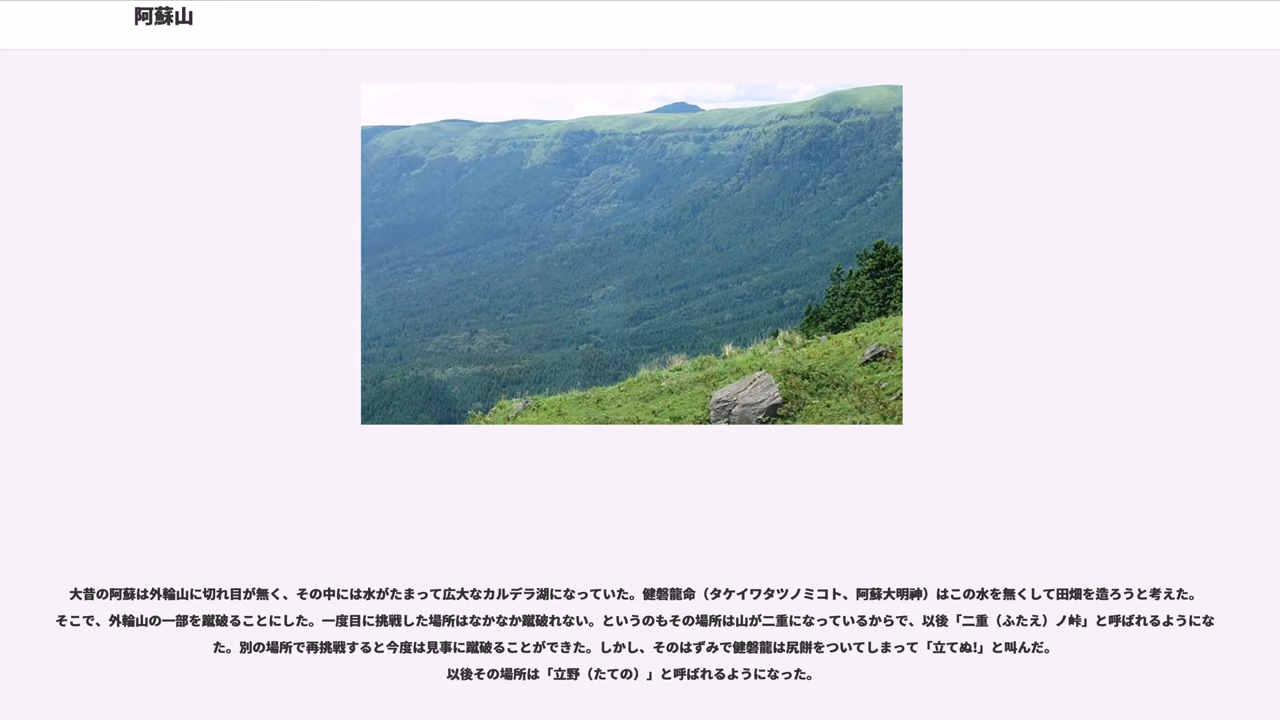 阿蘇山
大昔の阿蘇は外輪山に切れ目が無く、その中には水がたまって広大なカルデラ湖になっていた。健磐龍命（タケイワタツノミコト、阿蘇大明神）はこの水を無くして田畑を造ろうと考えた。
そこで、外輪山の一部を蹴破ることにした。一度目に挑戦した場所はなかなか蹴破れない。というのもその場所は山が二重になっているからで、以後「二重（ふたえ）ノ峠」と呼ばれるようにな
た。別の場所で再挑戦すると今度は見事に蹴破ることができた。しかし、そのはずみで健磐龍は尻餅をついてしまって「立てぬ!」と叫んだ。
以後その場所は「立野（たての）」と呼ばれるようになった。